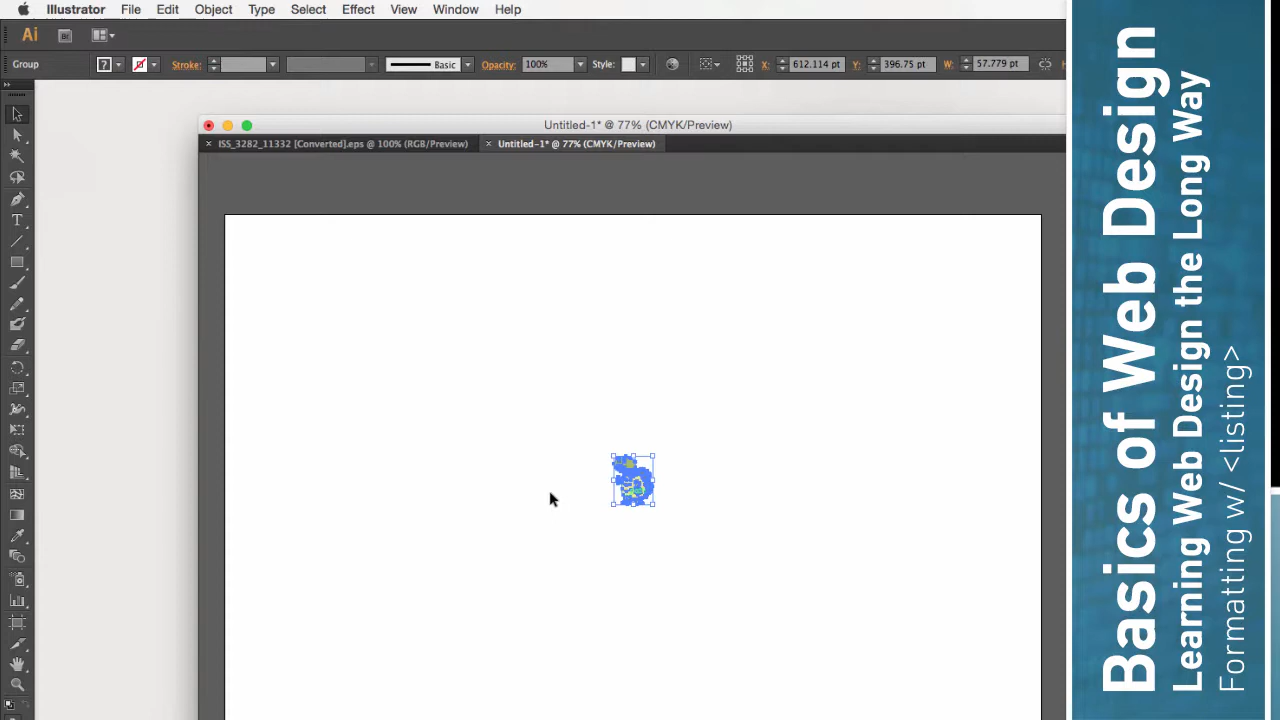 Illustrator File Edit Object Type Select Effect View Window Help
Ai Br
Group ? Stroke: Basic Opacity: 100% Style: X: 612.114 pt Y: 396.75 pt W: 57.779 pt
Untitled-1* @ 77% (CMYK/Preview)
× ISS_3282_11332 [Converted].eps @ 100% (RGB/Preview) × Untitled-1* @ 77% (CMYK/Preview)
T
Basics of Web Design
Learning Web Design the Long Way
Formatting w/ <listing>